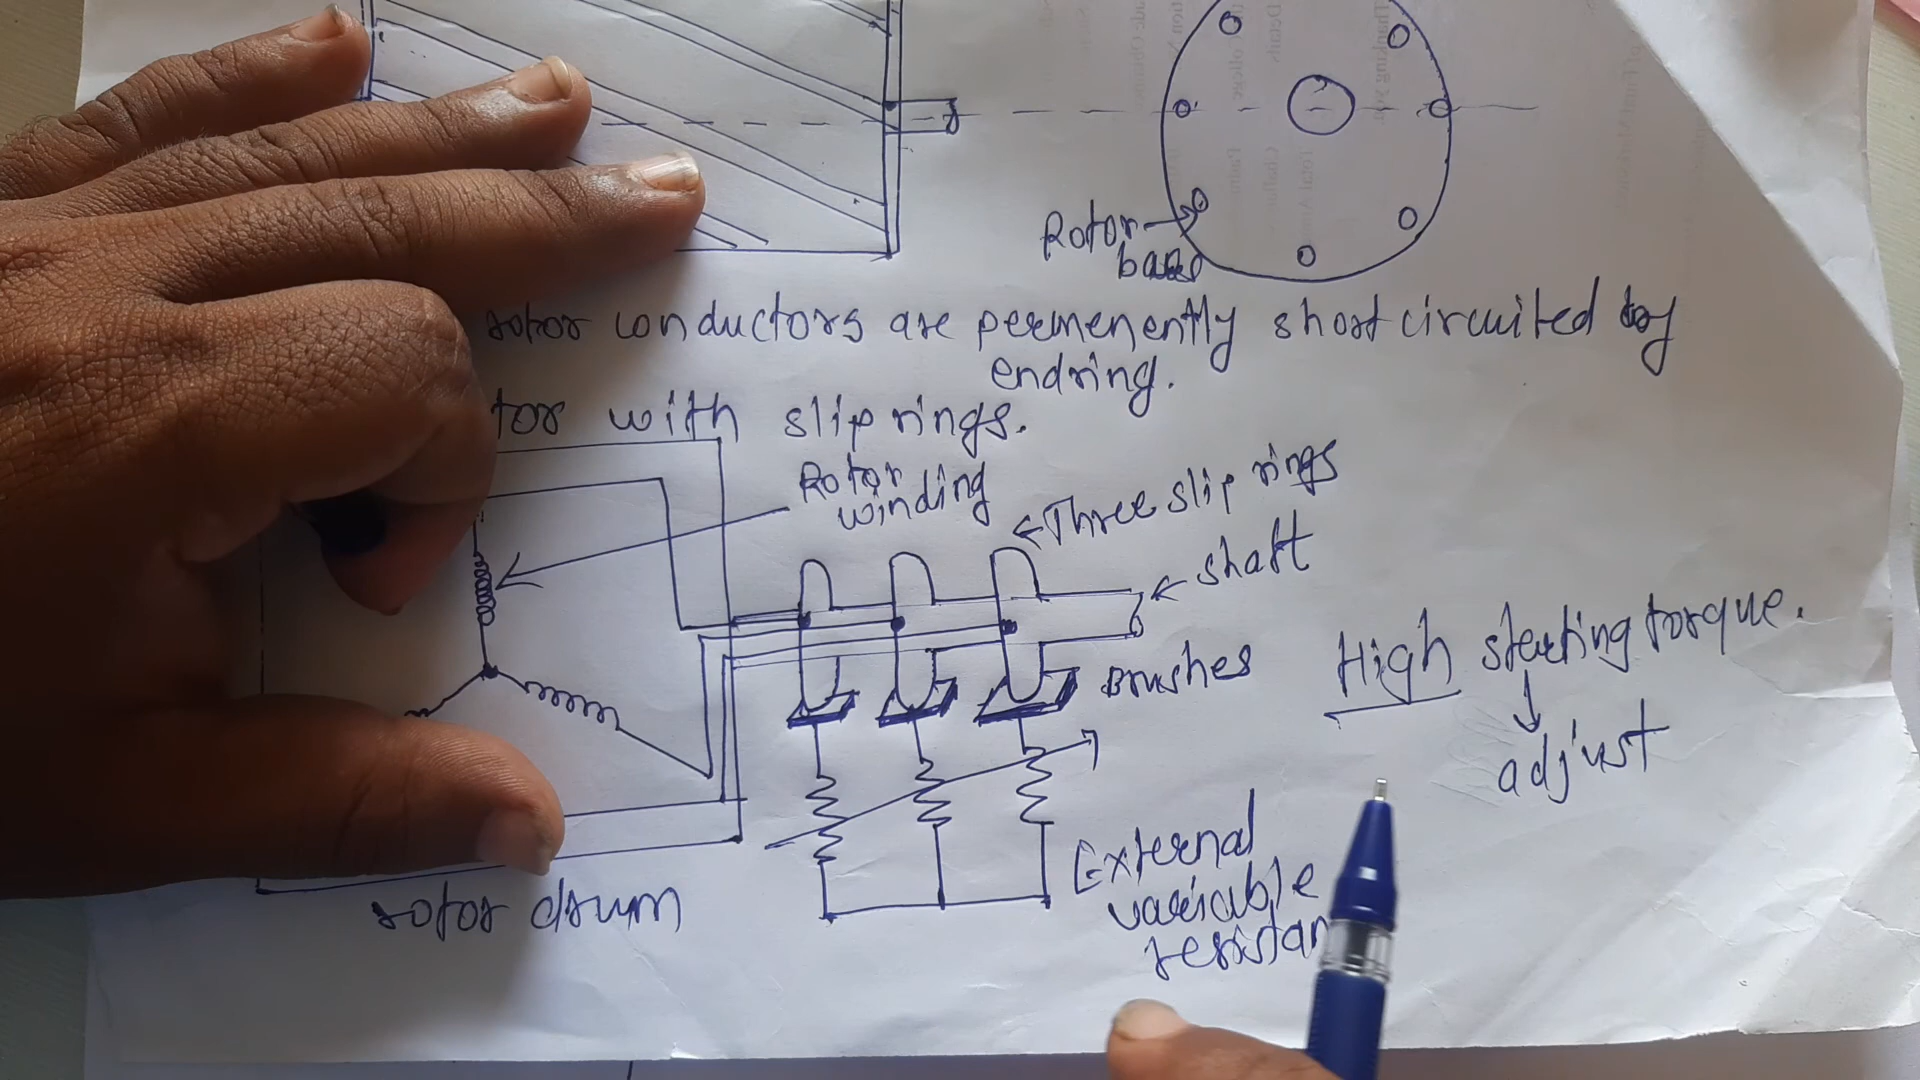 Rotor
bars
rotor conductors are permenently short circuited by
endring.
tor with slip rings.
Rotor
winding
Three slip rings
shaft
Brushes
High starting torque.
adjust
External
variable
resistan
rotor drum